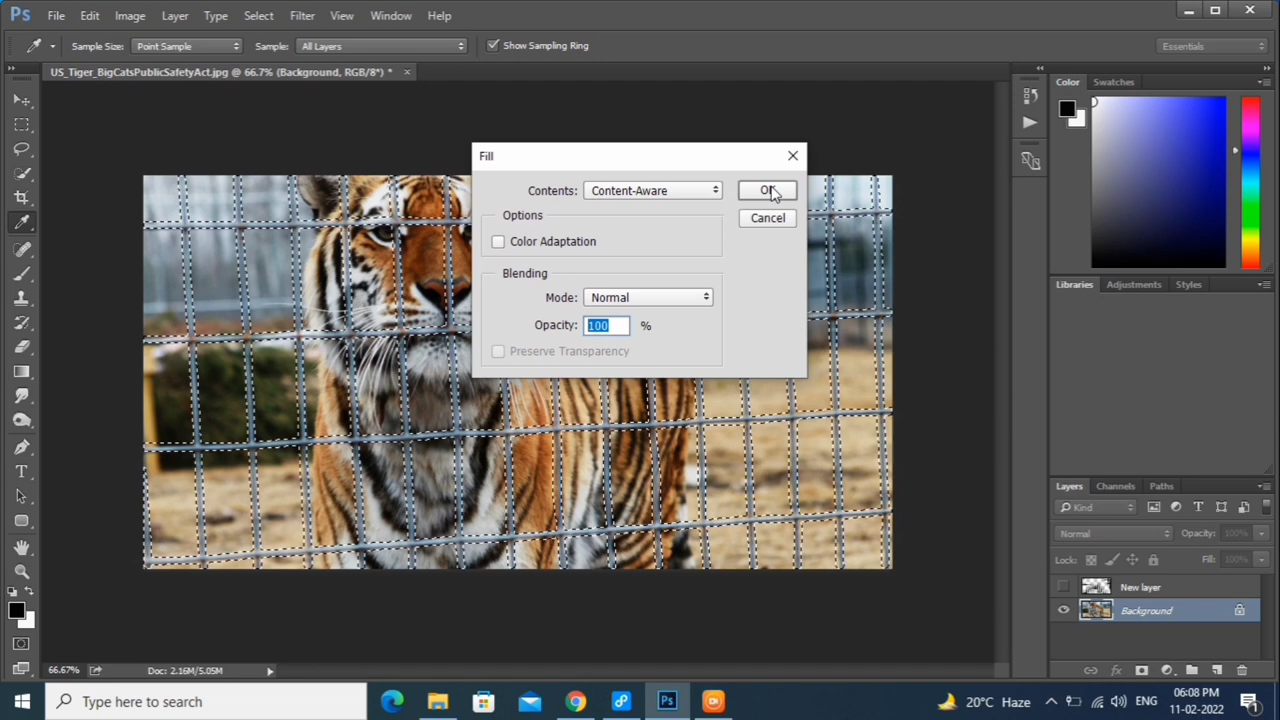 Ps File Edit Image Layer Type Select Filter View Window Help
Sample Size: Point Sample Sample: All Layers Show Sampling Ring Essentials
US_Tiger_BigCatsPublicSafetyAct.jpg @ 66.7% (Background, RGB/8*) *
Color Swatches
Fill
Contents: Content-Aware OK
Options Cancel
Color Adaptation
Blending
Mode: Normal
Opacity: 100 %
Preserve Transparency
Libraries Adjustments Styles
Layers Channels Paths
Kind
Normal Opacity: 100%
Lock: Fill: 100%
New layer
Background
66.67% Doc: 2.16M/5.05M
Type here to search
Ps
20°C Haze ENG
06:08 PM
11-02-2022
1